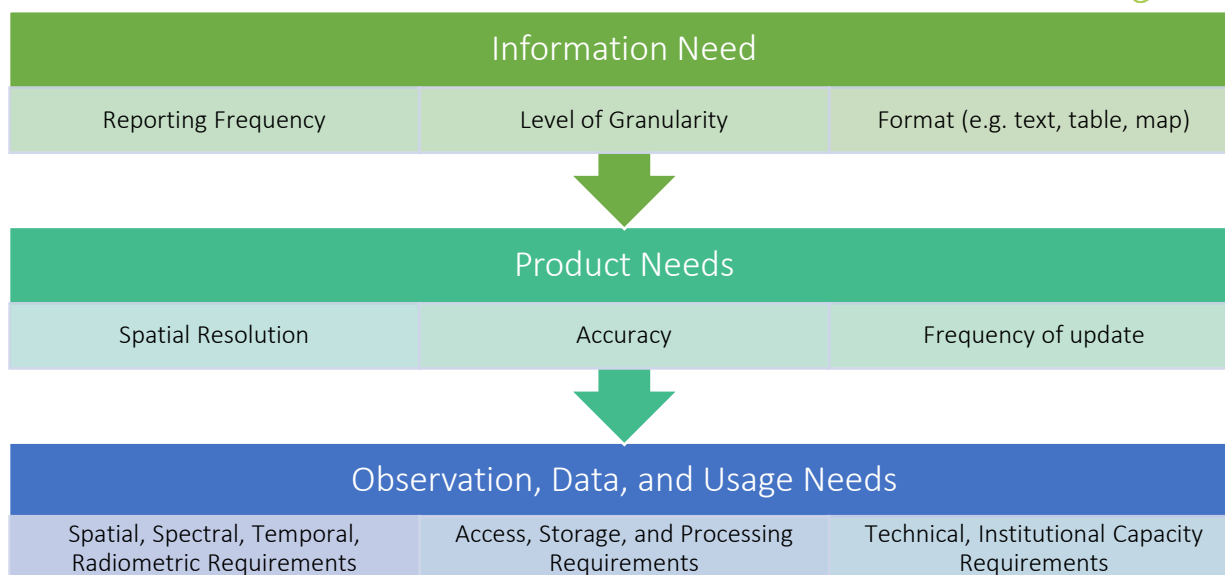 Information Need
Reporting Frequency
Level of Granularity
Format (e.g. text, table, map)
Product Needs
Spatial Resolution
Accuracy
Frequency of update
Observation, Data, and Usage Needs
Spatial, Spectral, Temporal,
Radiometric Requirements
Access, Storage, and Processing
Requirements
Technical, Institutional Capacity
Requirements